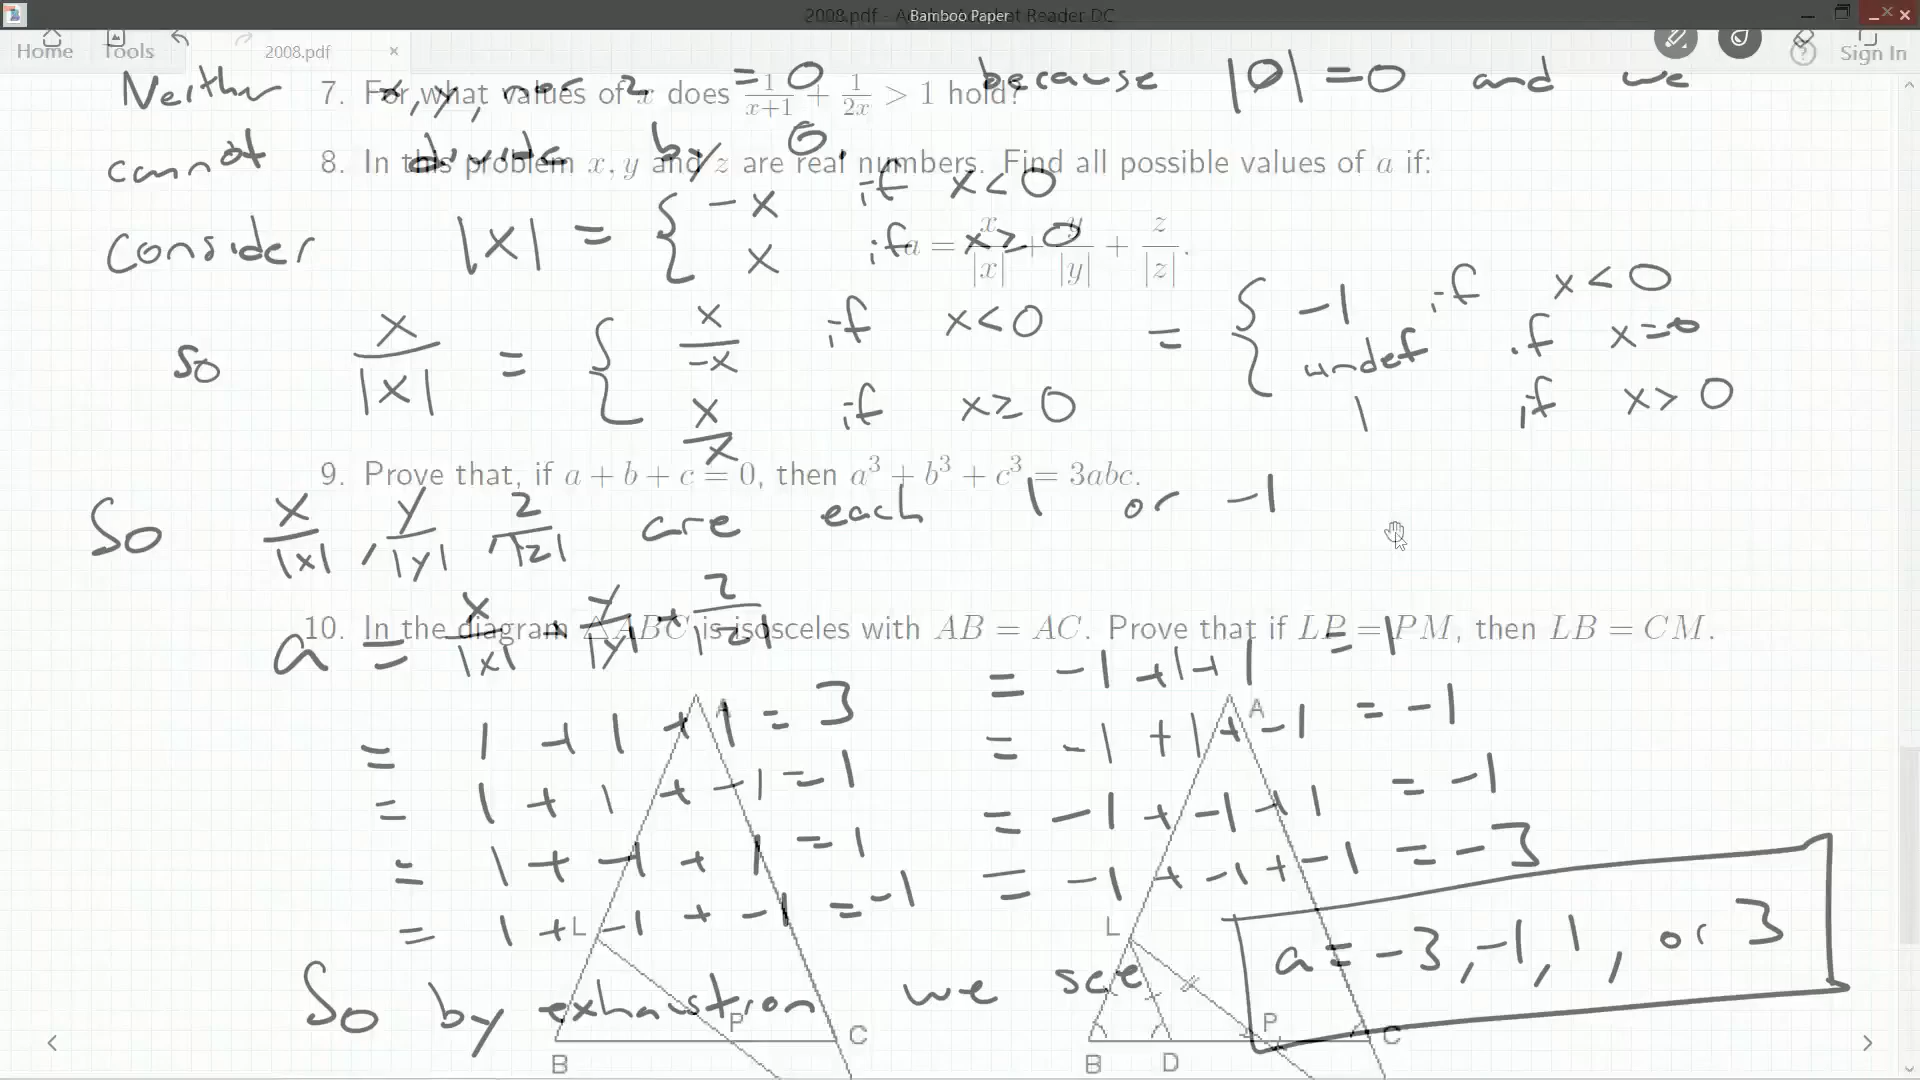 2008.pdf - Adobe Acrobat Reader DC
Bamboo Paper
Home Tools 2008.pdf × Sign In
Neither x, y, nor z = 0 because |0| = 0 and we
7. For what values of x does 1/(x+1) + 1/(2x) > 1 hold?
cannot divide by 0.
8. In this problem x, y and z are real numbers. Find all possible values of a if:
Consider |x| = { -x if x < 0
x if x ≥ 0
a = x/|x| + y/|y| + z/|z|.
So x/|x| = { x/-x if x < 0 = { -1 if x < 0
undef if x = 0
x/x if x ≥ 0 1 if x > 0
9. Prove that, if a + b + c = 0, then a³ + b³ + c³ = 3abc.
So x/|x|, y/|y|, z/|z| are each 1 or -1
10. In the diagram △ABC is isosceles with AB = AC. Prove that if LP = PM, then LB = CM.
a = x/|x| + y/|y| + z/|z|
= 1 + 1 + 1 = 3
= 1 + 1 + -1 = 1
= 1 + -1 + 1 = 1
= 1 + -1 + -1 = -1
= -1 + 1 + 1 = 1
= -1 + 1 + -1 = -1
= -1 + -1 + 1 = -1
= -1 + -1 + -1 = -3
A
L
P
B
C
A
L
P
B
D
C
So by exhaustion we see a = -3, -1, 1, or 3